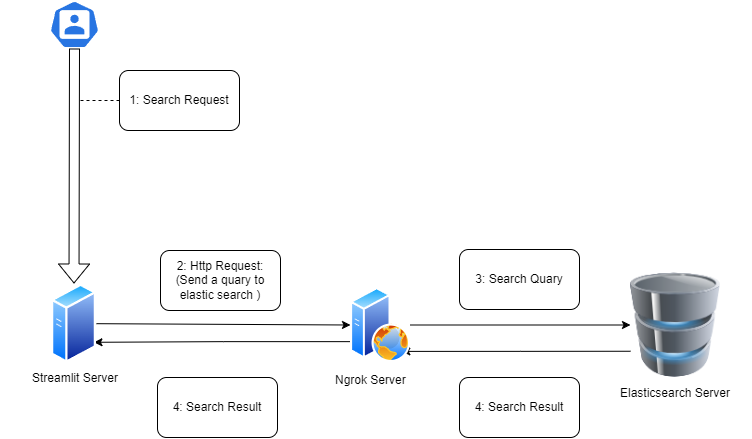 1: Search Request
2: Http Request:
(Send a quary to
elastic search )
3: Search Quary
Streamlit Server
Ngrok Server
Elasticsearch Server
4: Search Result
4: Search Result